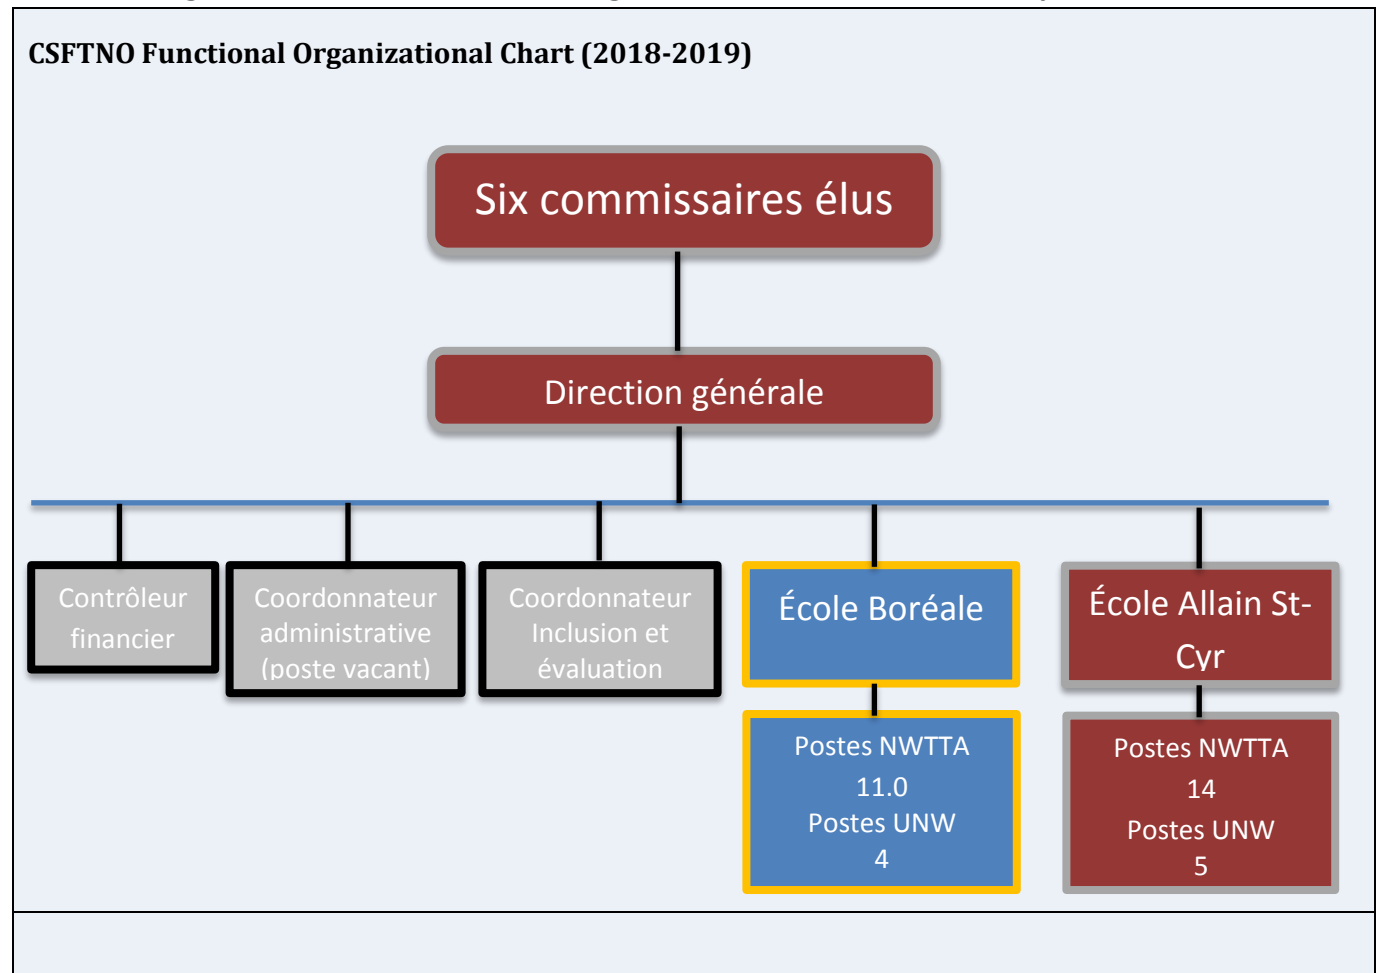 CSFTNO Functional Organizational Chart (2018-2019)
Six commissaires élus
Direction générale
Contrôleur
financier
Coordonnateur
administrative
(poste vacant)
Coordonnateur
Inclusion et
évaluation
École Boréale
École Allain St-
Cyr
Postes NWTTA
11.0
Postes UNW
4
Postes NWTTA
14
Postes UNW
5